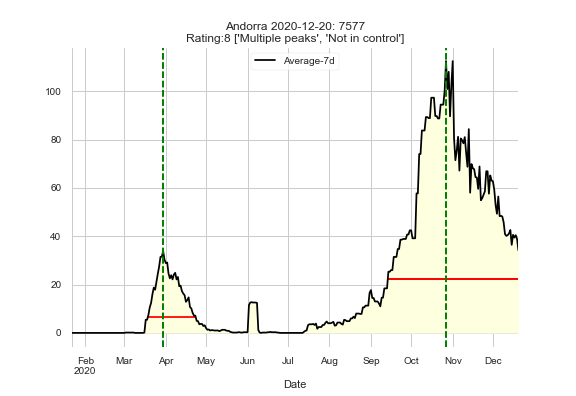 Andorra 2020-12-20: 7577
Rating:8 ['Multiple peaks', 'Not in control']
Average-7d
100
80
60
40
20
0
Feb Mar Apr May Jun Jul Aug Sep Oct Nov Dec
2020
Date